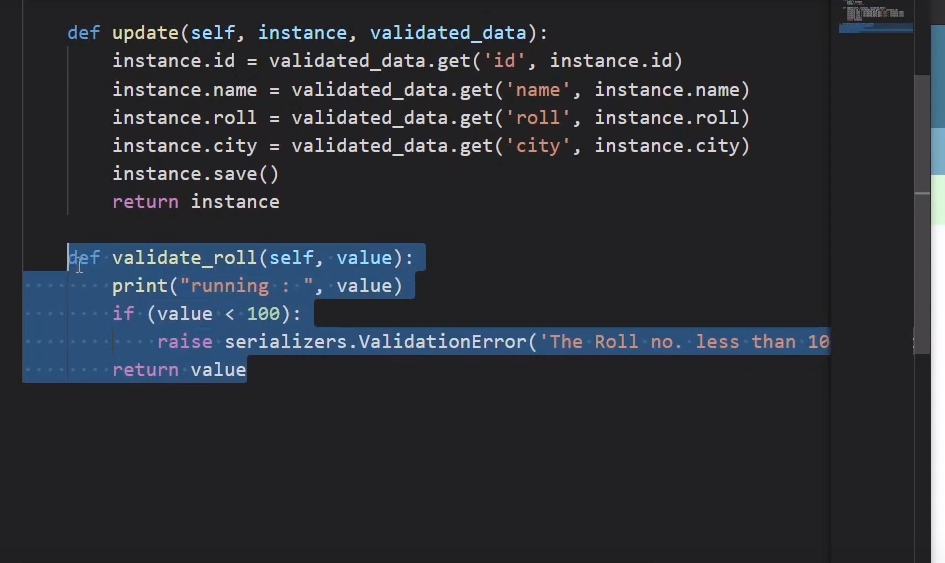 def update(self, instance, validated_data):
instance.id = validated_data.get('id', instance.id)
instance.name = validated_data.get('name', instance.name)
instance.roll = validated_data.get('roll', instance.roll)
instance.city = validated_data.get('city', instance.city)
instance.save()
return instance
def validate_roll(self, value):
print("running : ", value)
if (value < 100):
raise serializers.ValidationError('The Roll no. less than 10
return value